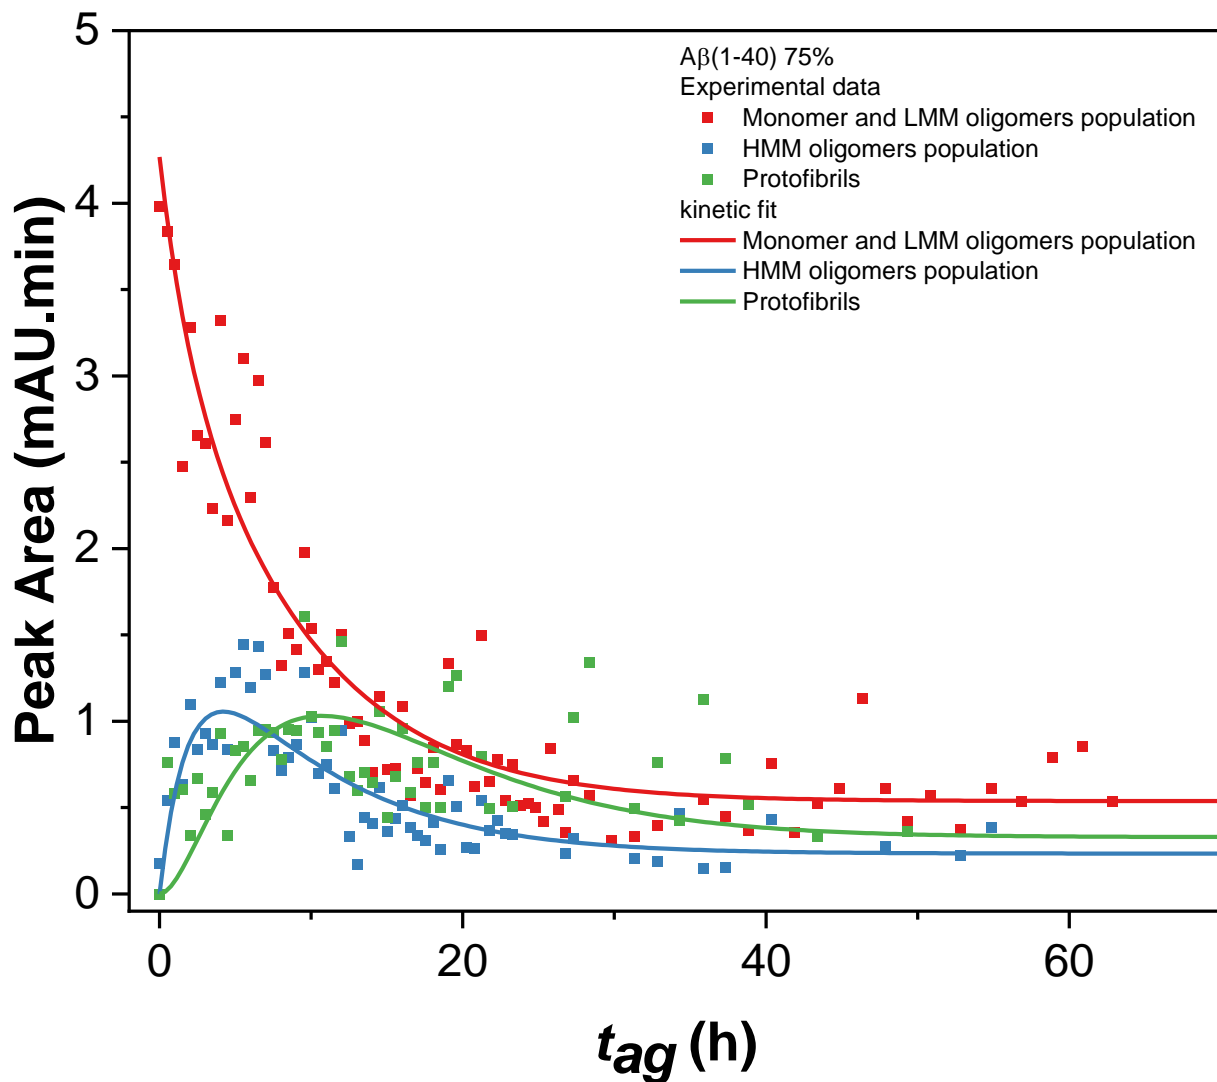 Aβ(1-40) 75%
Experimental data
Monomer and LMM oligomers population
HMM oligomers population
Protofibrils
kinetic fit
Monomer and LMM oligomers population
HMM oligomers population
Protofibrils
Peak Area (mAU.min)
5
4
3
2
1
0
0 20 40 60
tag (h)